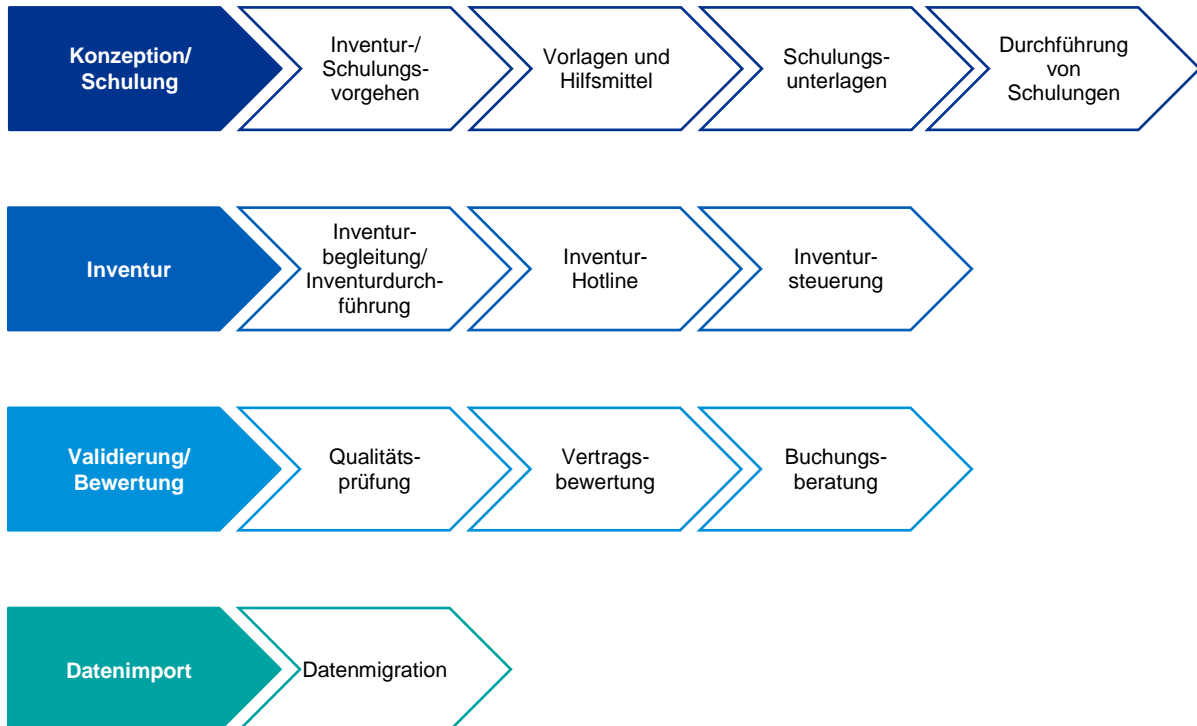 Konzeption/
Schulung
Inventur-/
Schulungs-
vorgehen
Vorlagen und
Hilfsmittel
Schulungs-
unterlagen
Durchführung
von
Schulungen
Inventur
Inventur-
begleitung/
Inventurdurch-
führung
Inventur-
Hotline
Inventur-
steuerung
Validierung/
Bewertung
Qualitäts-
prüfung
Vertrags-
bewertung
Buchungs-
beratung
Datenimport
Datenmigration